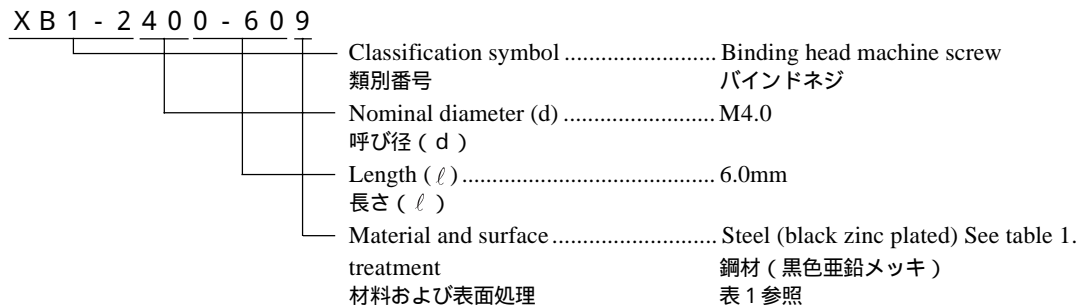 XB1-2400-609
Classification symbol ......................... Binding head machine screw
類別番号 バインドネジ
Nominal diameter (d) ......................... M4.0
呼び径(d)
Length (ℓ) ......................................... 6.0mm
長さ(ℓ)
Material and surface ........................... Steel (black zinc plated) See table 1.
treatment 鋼材(黒色亜鉛メッキ)
材料および表面処理 表1参照